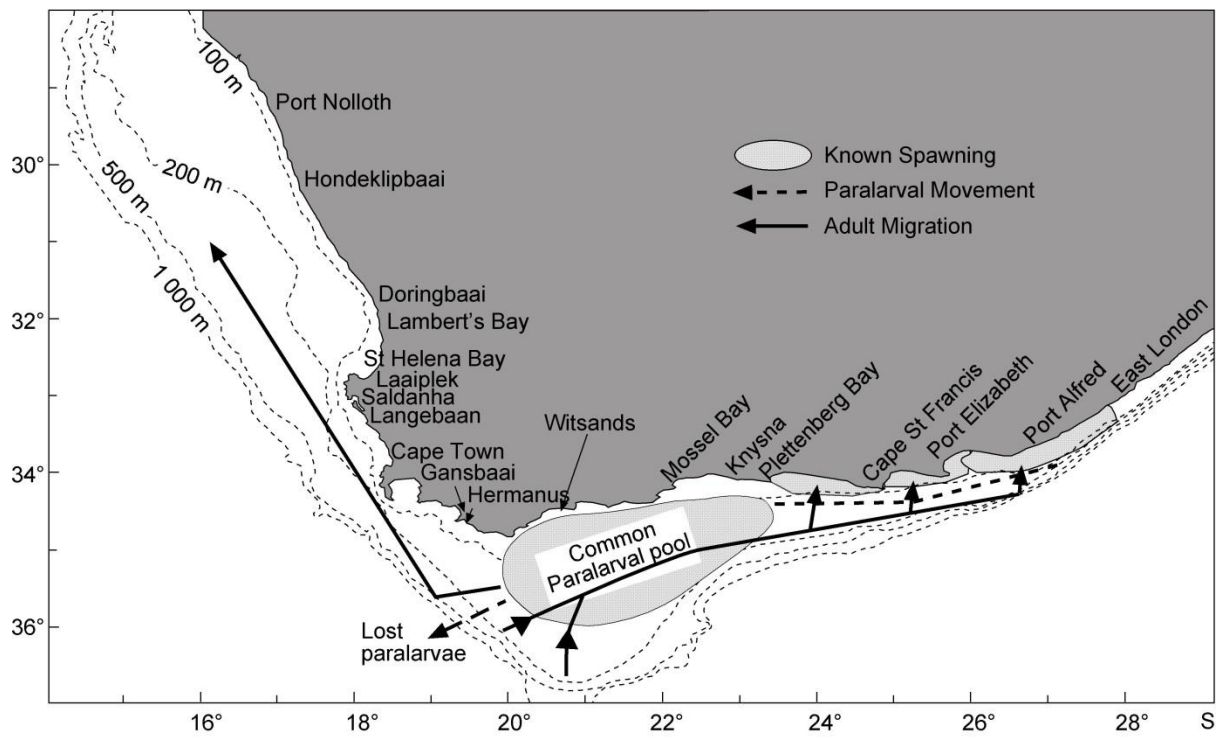 100 m
Port Nolloth
Known Spawning
30°
200 m
Hondeklipbaai
500 m
Paralarval Movement
Adult Migration
1 000 m
32°
Doringbaai
Lambert's Bay
St Helena Bay
Laaiplek
Saldanha
Langebaan
Witsands
Mossel Bay
Knysna
Plettenberg Bay
Cape St Francis
Port Elizabeth
Port Alfred
East London
34°
Cape Town
Gansbaai
Hermanus
Common
Paralarval pool
36°
Lost
paralarvae
16°
18°
20°
22°
24°
26°
28°
S